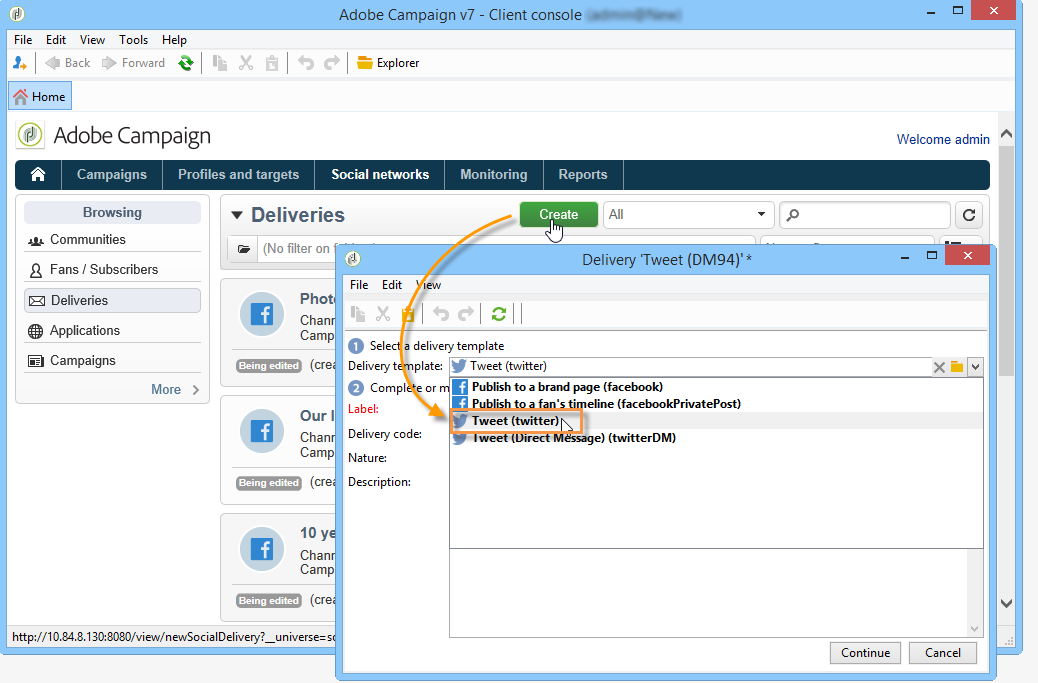 Adobe Campaign v7 - Client console
File Edit View Tools Help
Back Forward Explorer
Home
Adobe Campaign
Welcome admin
Campaigns Profiles and targets Social networks Monitoring Reports
Browsing
Communities
Fans / Subscribers
Deliveries
Applications
Campaigns
More
Deliveries Create All
(No filter on
Photo
Chann
Camp
Being edited (crea
Our l
Chann
Camp
Being edited (crea
10 ye
Chann
Camp
Being edited (crea
http://10.84.8.130:8080/view/newSocialDelivery?__universe=so
Delivery 'Tweet (DM94)' *
File Edit View
1 Select a delivery template
Delivery template: Tweet (twitter)
Publish to a brand page (facebook)
Publish to a fan's timeline (facebookPrivatePost)
Tweet (twitter)
Tweet (Direct Message) (twitterDM)
2 Complete or m
Label:
Delivery code:
Nature:
Description:
Continue Cancel